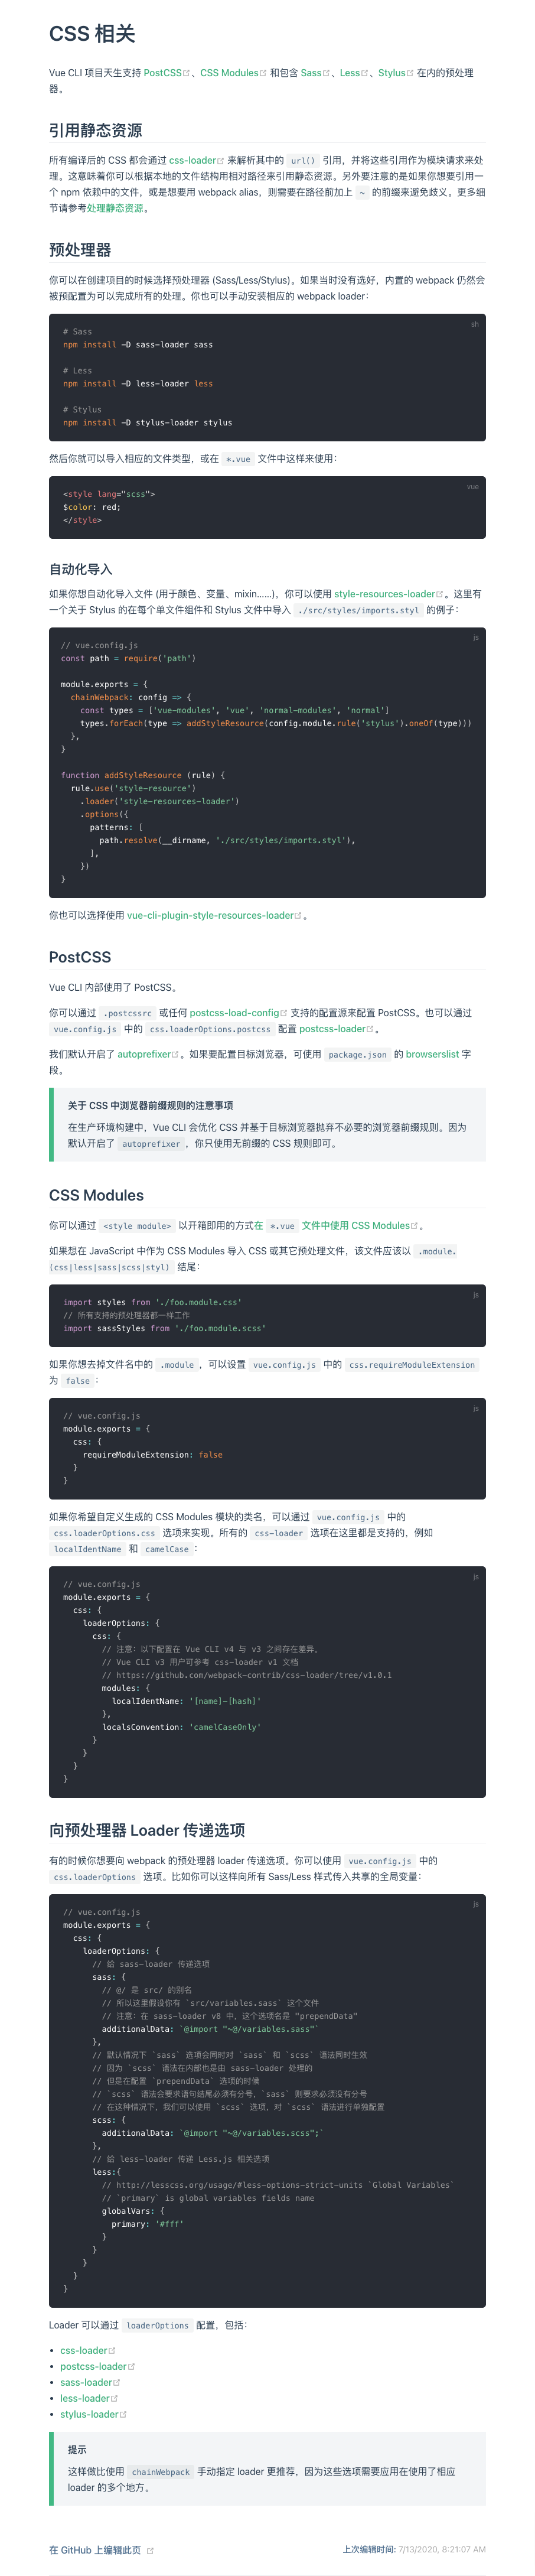 CSS 相关
Vue CLI 项目天生支持 PostCSS、CSS Modules 和包含 Sass、Less、Stylus 在内的预处理
器。
引用静态资源
所有编译后的 CSS 都会通过 css-loader 来解析其中的 url() 引用，并将这些引用作为模块请求来处
理。这意味着你可以根据本地的文件结构用相对路径来引用静态资源。另外要注意的是如果你想要引用一
个 npm 依赖中的文件，或是想要用 webpack alias，则需要在路径前加上 ~ 的前缀来避免歧义。更多细
节请参考处理静态资源。
预处理器
你可以在创建项目的时候选择预处理器 (Sass/Less/Stylus)。如果当时没有选好，内置的 webpack 仍然会
被预配置为可以完成所有的处理。你也可以手动安装相应的 webpack loader：
sh
# Sass
npm install -D sass-loader sass
# Less
npm install -D less-loader less
# Stylus
npm install -D stylus-loader stylus
然后你就可以导入相应的文件类型，或在 *.vue 文件中这样来使用：
vue
<style lang="scss">
$color: red;
</style>
自动化导入
如果你想自动化导入文件 (用于颜色、变量、mixin……)，你可以使用 style-resources-loader。这里有
一个关于 Stylus 的在每个单文件组件和 Stylus 文件中导入 ./src/styles/imports.styl 的例子：
js
// vue.config.js
const path = require('path')
module.exports = {
  chainWebpack: config => {
    const types = ['vue-modules', 'vue', 'normal-modules', 'normal']
    types.forEach(type => addStyleResource(config.module.rule('stylus').oneOf(type)))
  },
}
function addStyleResource (rule) {
  rule.use('style-resource')
    .loader('style-resources-loader')
    .options({
      patterns: [
        path.resolve(__dirname, './src/styles/imports.styl'),
      ],
    })
}
你也可以选择使用 vue-cli-plugin-style-resources-loader。
PostCSS
Vue CLI 内部使用了 PostCSS。
你可以通过 .postcssrc 或任何 postcss-load-config 支持的配置源来配置 PostCSS。也可以通过
vue.config.js 中的 css.loaderOptions.postcss 配置 postcss-loader。
我们默认开启了 autoprefixer。如果要配置目标浏览器，可使用 package.json 的 browserslist 字
段。
关于 CSS 中浏览器前缀规则的注意事项
在生产环境构建中，Vue CLI 会优化 CSS 并基于目标浏览器抛弃不必要的浏览器前缀规则。因为
默认开启了 autoprefixer，你只使用无前缀的 CSS 规则即可。
CSS Modules
你可以通过 <style module> 以开箱即用的方式在 *.vue 文件中使用 CSS Modules。
如果想在 JavaScript 中作为 CSS Modules 导入 CSS 或其它预处理文件，该文件应该以 .module.
(css|less|sass|scss|styl) 结尾：
js
import styles from './foo.module.css'
// 所有支持的预处理器都一样工作
import sassStyles from './foo.module.scss'
如果你想去掉文件名中的 .module，可以设置 vue.config.js 中的 css.requireModuleExtension
为 false：
js
// vue.config.js
module.exports = {
  css: {
    requireModuleExtension: false
  }
}
如果你希望自定义生成的 CSS Modules 模块的类名，可以通过 vue.config.js 中的
css.loaderOptions.css 选项来实现。所有的 css-loader 选项在这里都是支持的，例如
localIdentName 和 camelCase：
js
// vue.config.js
module.exports = {
  css: {
    loaderOptions: {
      css: {
        // 注意：以下配置在 Vue CLI v4 与 v3 之间存在差异。
        // Vue CLI v3 用户可参考 css-loader v1 文档
        // https://github.com/webpack-contrib/css-loader/tree/v1.0.1
        modules: {
          localIdentName: '[name]-[hash]'
        },
        localsConvention: 'camelCaseOnly'
      }
    }
  }
}
向预处理器 Loader 传递选项
有的时候你想要向 webpack 的预处理器 loader 传递选项。你可以使用 vue.config.js 中的
css.loaderOptions 选项。比如你可以这样向所有 Sass/Less 样式传入共享的全局变量：
js
// vue.config.js
module.exports = {
  css: {
    loaderOptions: {
      // 给 sass-loader 传递选项
      sass: {
        // @/ 是 src/ 的别名
        // 所以这里假设你有 `src/variables.sass` 这个文件
        // 注意：在 sass-loader v8 中，这个选项名是 "prependData"
        additionalData: `@import "~@/variables.sass"`
      },
      // 默认情况下 `sass` 选项会同时对 `sass` 和 `scss` 语法同时生效
      // 因为 `scss` 语法在内部也是由 sass-loader 处理的
      // 但是在配置 `prependData` 选项的时候
      // `scss` 语法会要求语句结尾必须有分号，`sass` 则要求必须没有分号
      // 在这种情况下，我们可以使用 `scss` 选项，对 `scss` 语法进行单独配置
      scss: {
        additionalData: `@import "~@/variables.scss";`
      },
      // 给 less-loader 传递 Less.js 相关选项
      less:{
        // http://lesscss.org/usage/#less-options-strict-units `Global Variables`
        // `primary` is global variables fields name
        globalVars: {
          primary: '#fff'
        }
      }
    }
  }
}
Loader 可以通过 loaderOptions 配置，包括：
css-loader
postcss-loader
sass-loader
less-loader
stylus-loader
提示
这样做比使用 chainWebpack 手动指定 loader 更推荐，因为这些选项需要应用在使用了相应
loader 的多个地方。
在 GitHub 上编辑此页
上次编辑时间: 7/13/2020, 8:21:07 AM